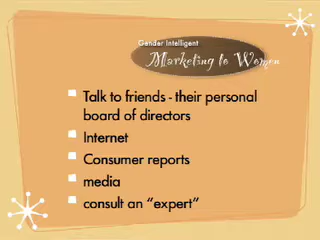 Gender Intelligent
Marketing to Women
Talk to friends - their personal
board of directors
Internet
Consumer reports
media
consult an “expert”